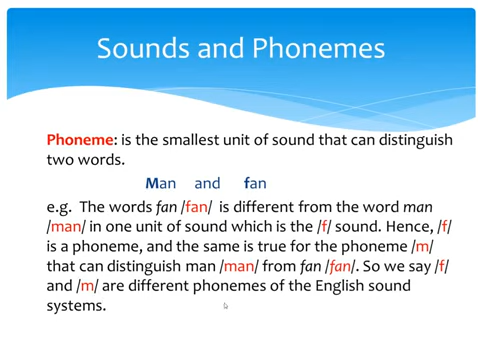 Sounds and Phonemes
Phoneme: is the smallest unit of sound that can distinguish
two words.
Man and fan
e.g. The words fan /fan/ is different from the word man
/man/ in one unit of sound which is the /f/ sound. Hence, /f/
is a phoneme, and the same is true for the phoneme /m/
that can distinguish man /man/ from fan /fan/. So we say /f/
and /m/ are different phonemes of the English sound
systems.